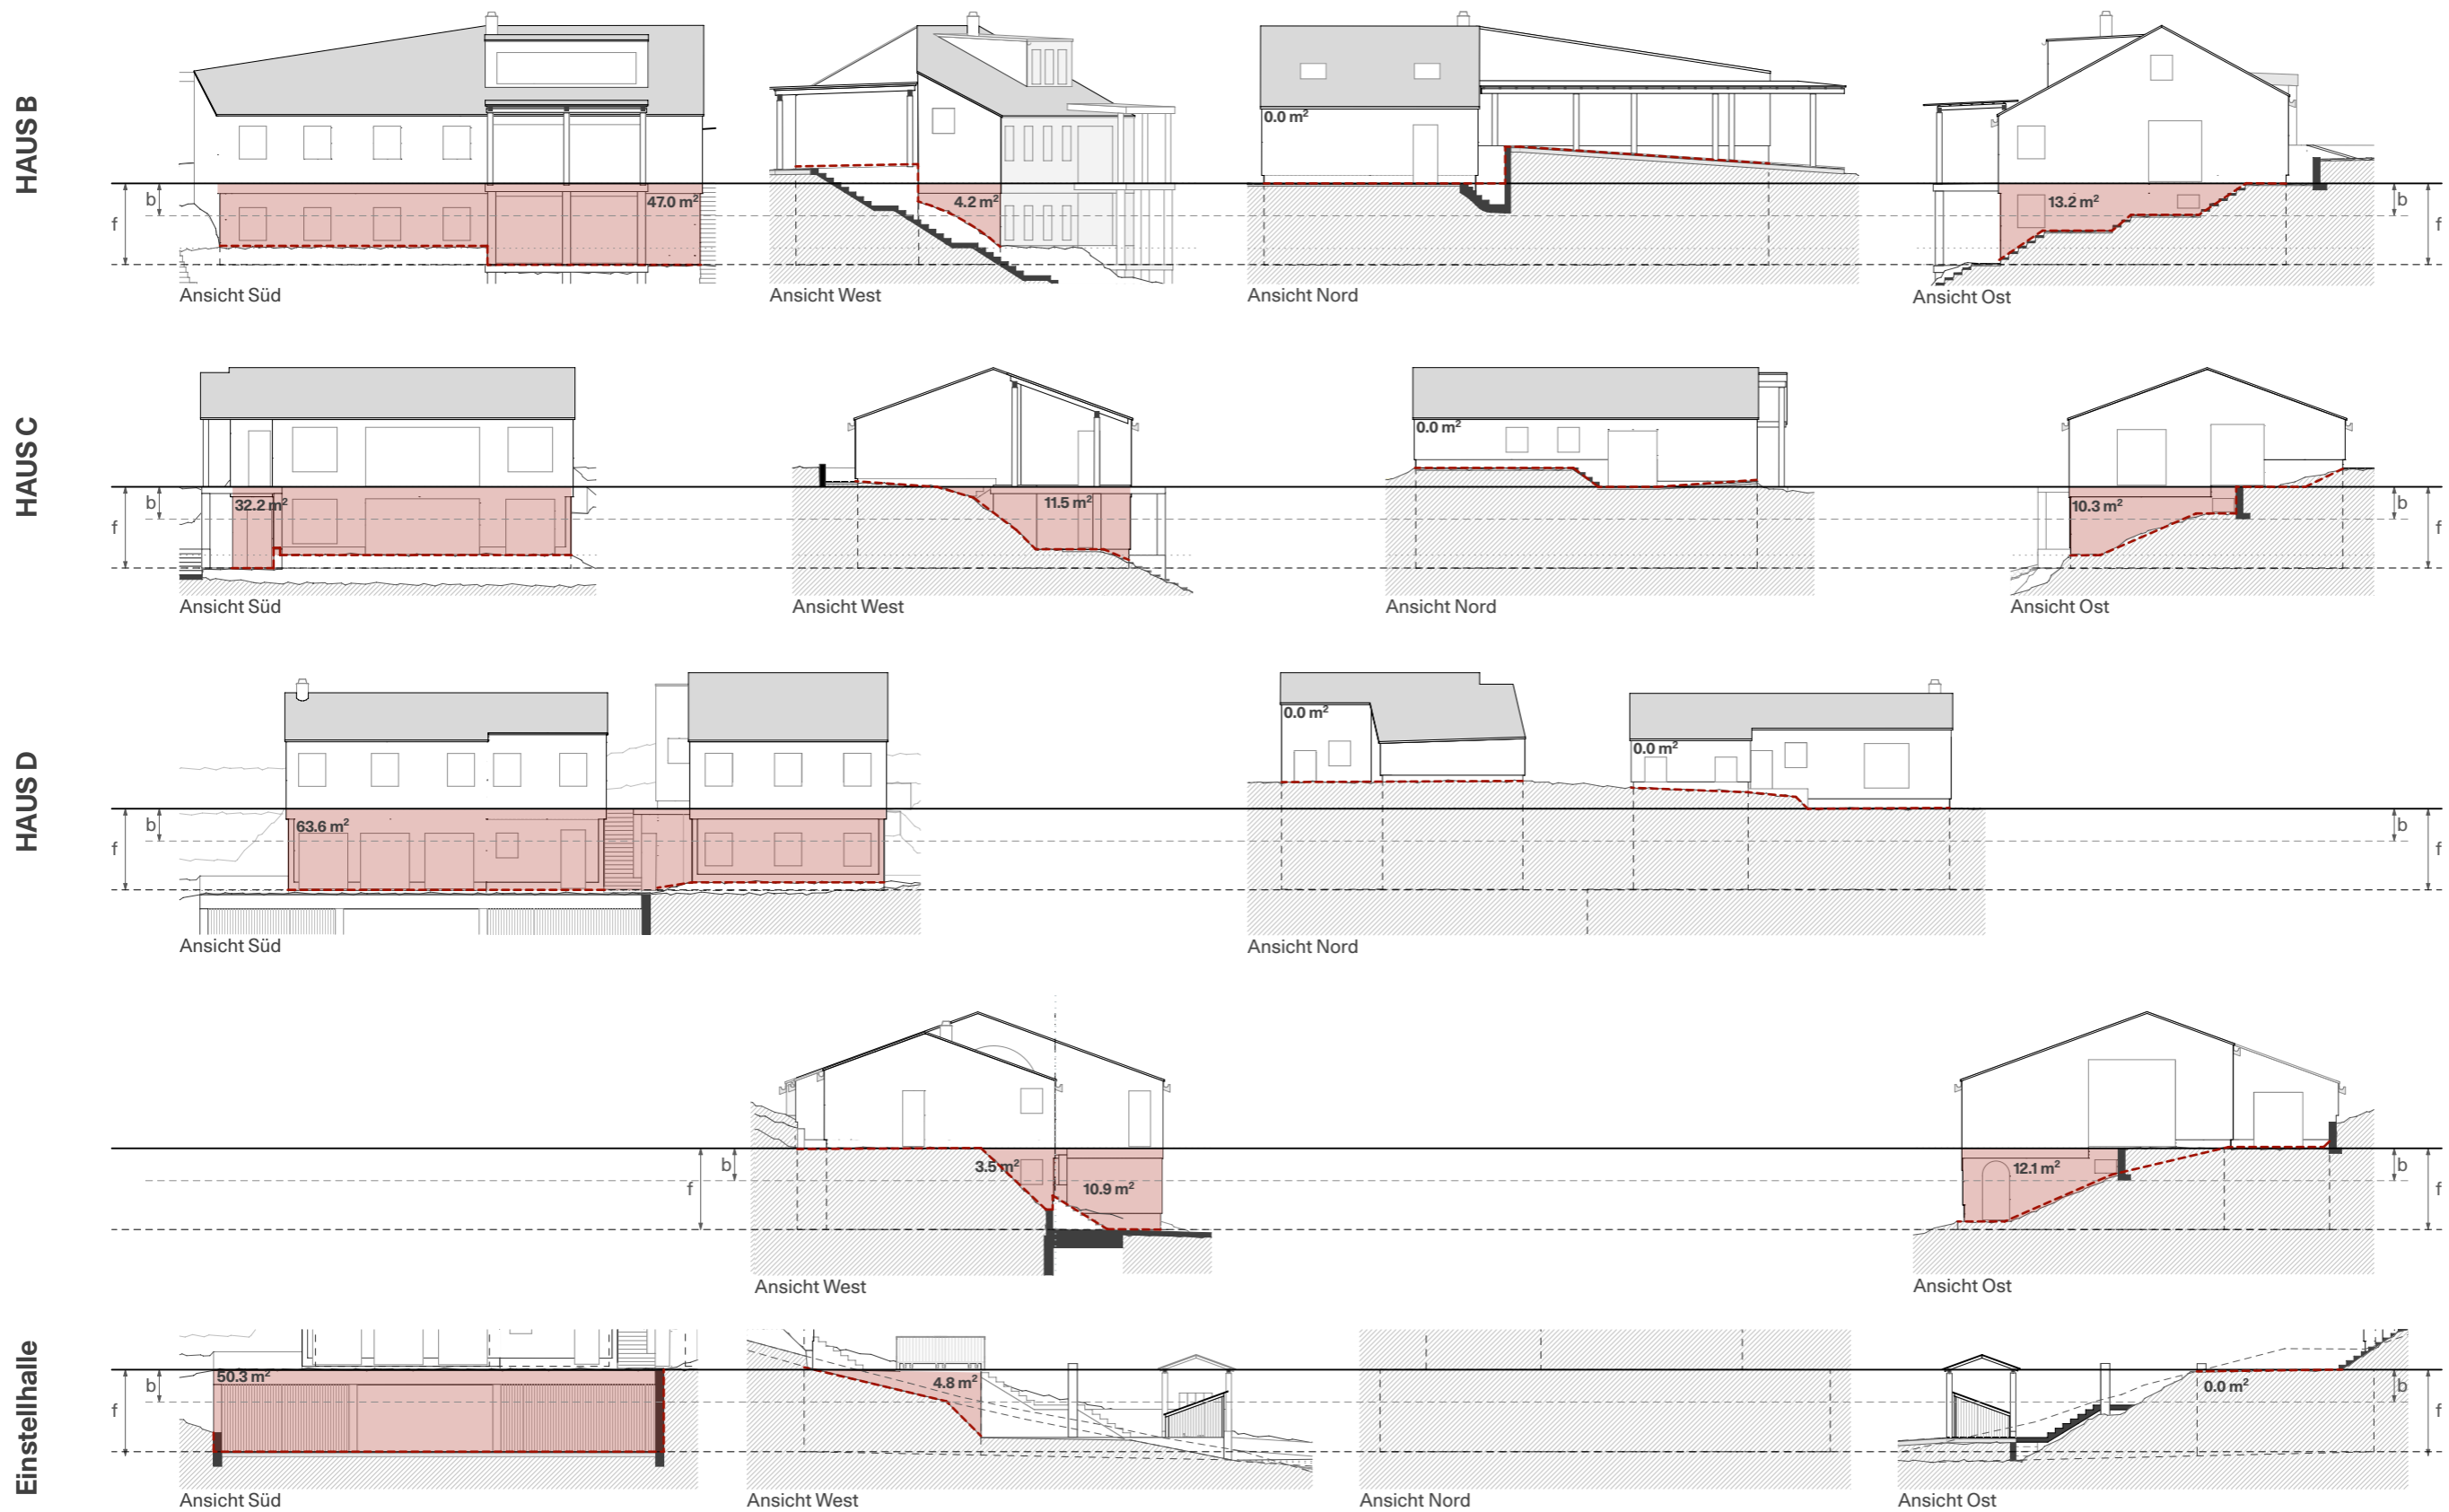 HAUS B
0.0 m²
b
47.0 m²
4.2 m²
13.2 m²
b
f
f
Ansicht Süd
Ansicht West
Ansicht Nord
Ansicht Ost
HAUS C
0.0 m²
b
32.2 m²
11.5 m²
10.3 m²
b
f
f
Ansicht Süd
Ansicht West
Ansicht Nord
Ansicht Ost
HAUS D
0.0 m²
0.0 m²
b
63.6 m²
b
f
f
Ansicht Süd
Ansicht Nord
b
3.5 m²
10.9 m²
12.1 m²
b
f
f
Ansicht West
Ansicht Ost
Einstellhalle
b
50.3 m²
4.8 m²
0.0 m²
b
f
f
Ansicht Süd
Ansicht West
Ansicht Nord
Ansicht Ost